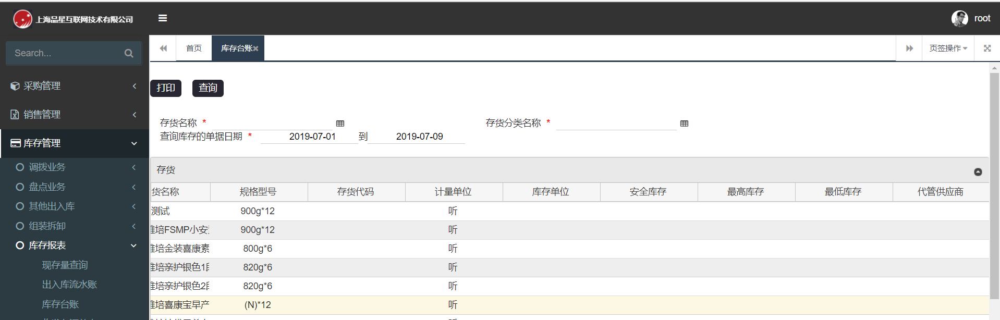 上海品星互联网技术有限公司
root
Search...
首页
库存台账
页签操作
采购管理
销售管理
库存管理
调拨业务
盘点业务
其他出入库
组装拆卸
库存报表
现存量查询
出入库流水账
库存台账
打印 查询
存货名称 * 存货分类名称 *
查询库存的单据日期 * 2019-07-01 到 2019-07-09
存货
货名称 规格型号 存货代码 计量单位 库存单位 安全库存 最高库存 最低库存 代管供应商
测试 900g*12 听
雅培FSMP小安 900g*12 听
雅培金装喜康素 800g*6 听
雅培亲护银色1段 820g*6 听
雅培亲护银色2段 820g*6 听
雅培喜康宝早产 (N)*12 听